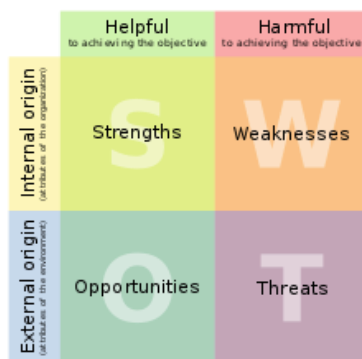 Helpful
to achieving the objective
Harmful
to achieving the objective
Internal origin
(attributes of the organization)
S
Strengths
W
Weaknesses
External origin
(attributes of the environment)
O
Opportunities
T
Threats